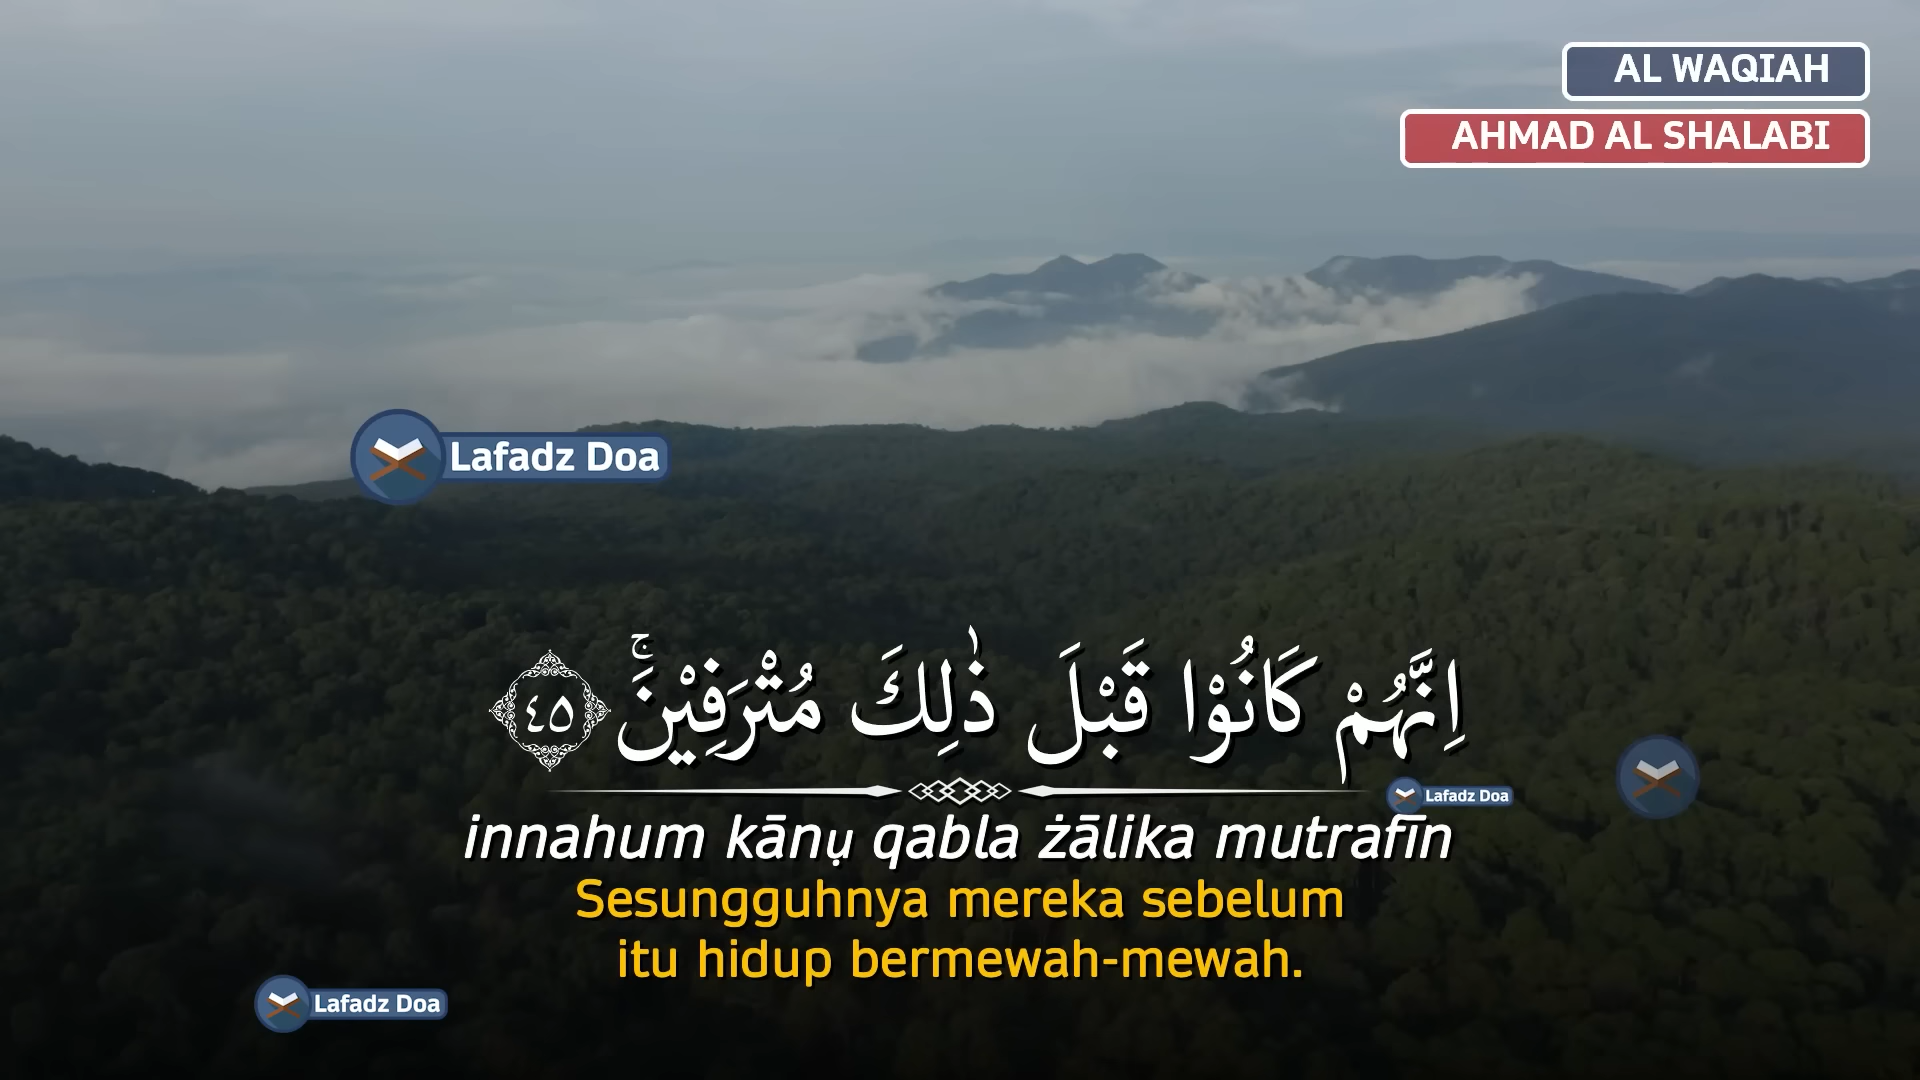 AL WAQIAH
AHMAD AL SHALABI
Lafadz Doa
اِنَّهُمْ كَانُوْا قَبْلَ ذٰلِكَ مُتْرَفِيْنَۚ ٤٥
Lafadz Doa
innahum kānụ qabla żālika mutrafīn
Sesungguhnya mereka sebelum
itu hidup bermewah-mewah.
Lafadz Doa